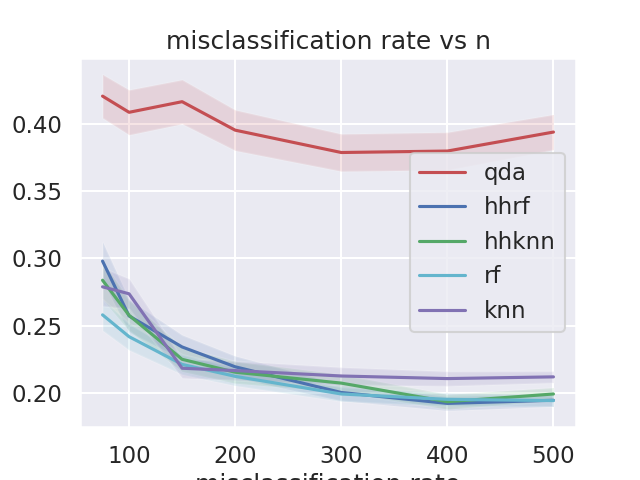 misclassification rate vs n
0.40
0.35
0.30
0.25
0.20
qda
hhrf
hhknn
rf
knn
100 200 300 400 500
misclassification rate